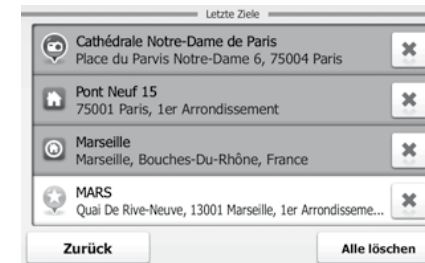 Letzte Ziele
Cathédrale Notre-Dame de Paris
Place du Parvis Notre-Dame 6, 75004 Paris
Pont Neuf 15
75001 Paris, 1er Arrondissement
Marseille
Marseille, Bouches-Du-Rhône, France
MARS
Quai De Rive-Neuve, 13001 Marseille, 1er Arrondisseme...
Zurück
Alle löschen